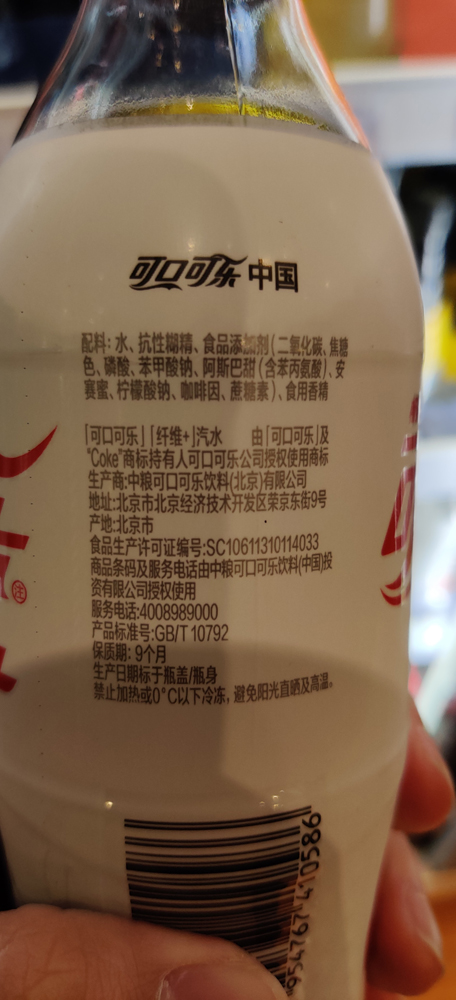 可口可乐 中国
配料: 水、抗性糊精、食品添加剂(二氧化碳、焦糖
色、磷酸、苯甲酸钠、阿斯巴甜(含苯丙氨酸)、安
赛蜜、柠檬酸钠、咖啡因、蔗糖素)、食用香精
「可口可乐」「纤维+」汽水 由「可口可乐」及
"Coke"商标持有人可口可乐公司授权使用商标
生产商:中粮可口可乐饮料(北京)有限公司
地址:北京市北京经济技术开发区荣京东街9号
产地:北京市
食品生产许可证编号:SC10611310114033
商品条码及服务电话由中粮可口可乐饮料(中国)投
资有限公司授权使用
服务电话:4008989000
产品标准号:GB/T 10792
保质期: 9个月
生产日期标于瓶盖/瓶身
禁止加热或0°C以下冷冻, 避免阳光直晒及高温。
954767 410586